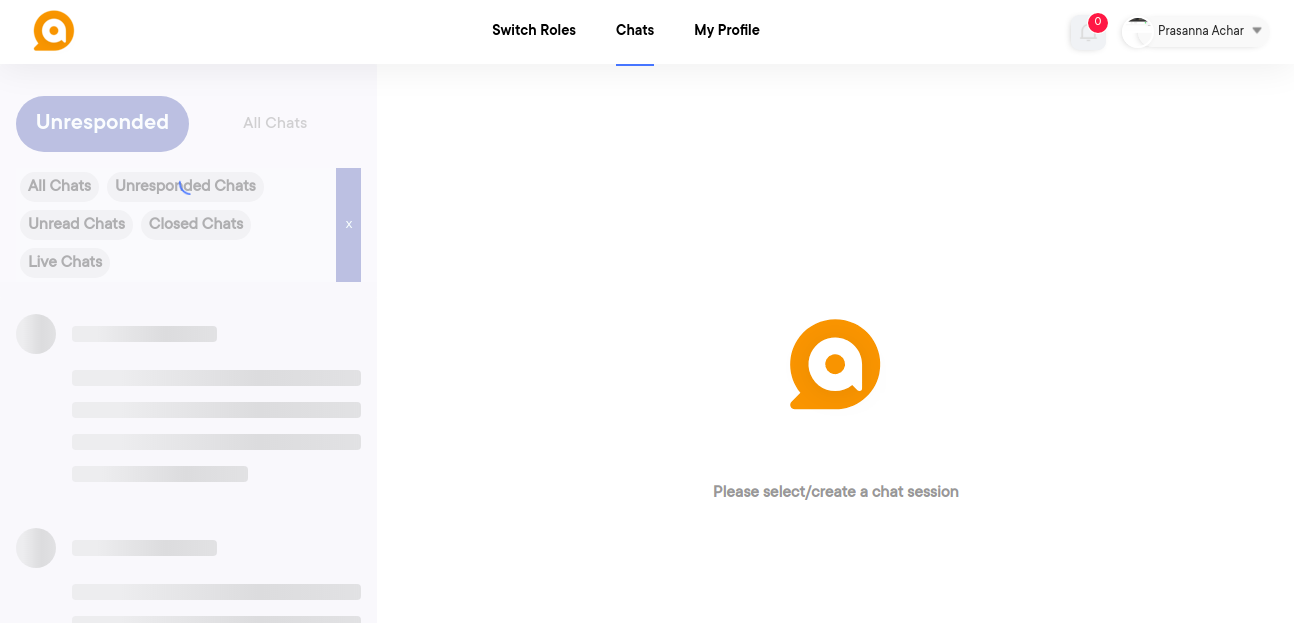 Switch Roles Chats My Profile 0 Prasanna Achar
Unresponded All Chats
All Chats Unresponded Chats
Unread Chats Closed Chats x
Live Chats
Please select/create a chat session